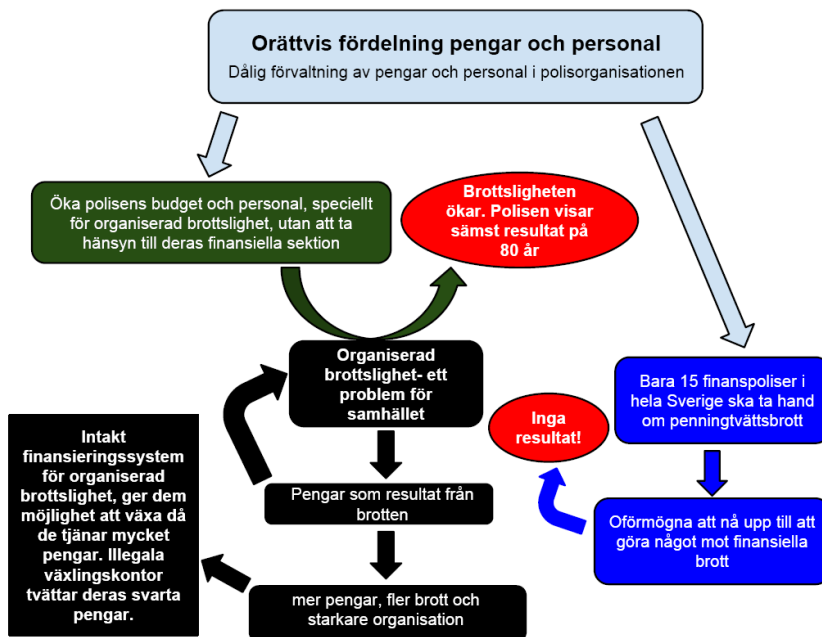 Orättvis fördelning pengar och personal
Dålig förvaltning av pengar och personal i polisorganisationen
Öka polisens budget och personal, speciellt
för organiserad brottslighet, utan att ta
hänsyn till deras finansiella sektion
Brottsligheten
ökar. Polisen visar
sämst resultat på
80 år
Organiserad
brottslighet- ett
problem för
samhället
Bara 15 finanspoliser i
hela Sverige ska ta hand
om penningtvättsbrott
Inga
resultat!
Intakt
finansieringssystem
för organiserad
brottslighet, ger dem
möjlighet att växa då
de tjänar mycket
pengar. Illegala
växlingskontor
tvättar deras svarta
pengar.
Pengar som resultat från
brotten
Oförmögna att nå upp till att
göra något mot finansiella
brott
mer pengar, fler brott och
starkare organisation